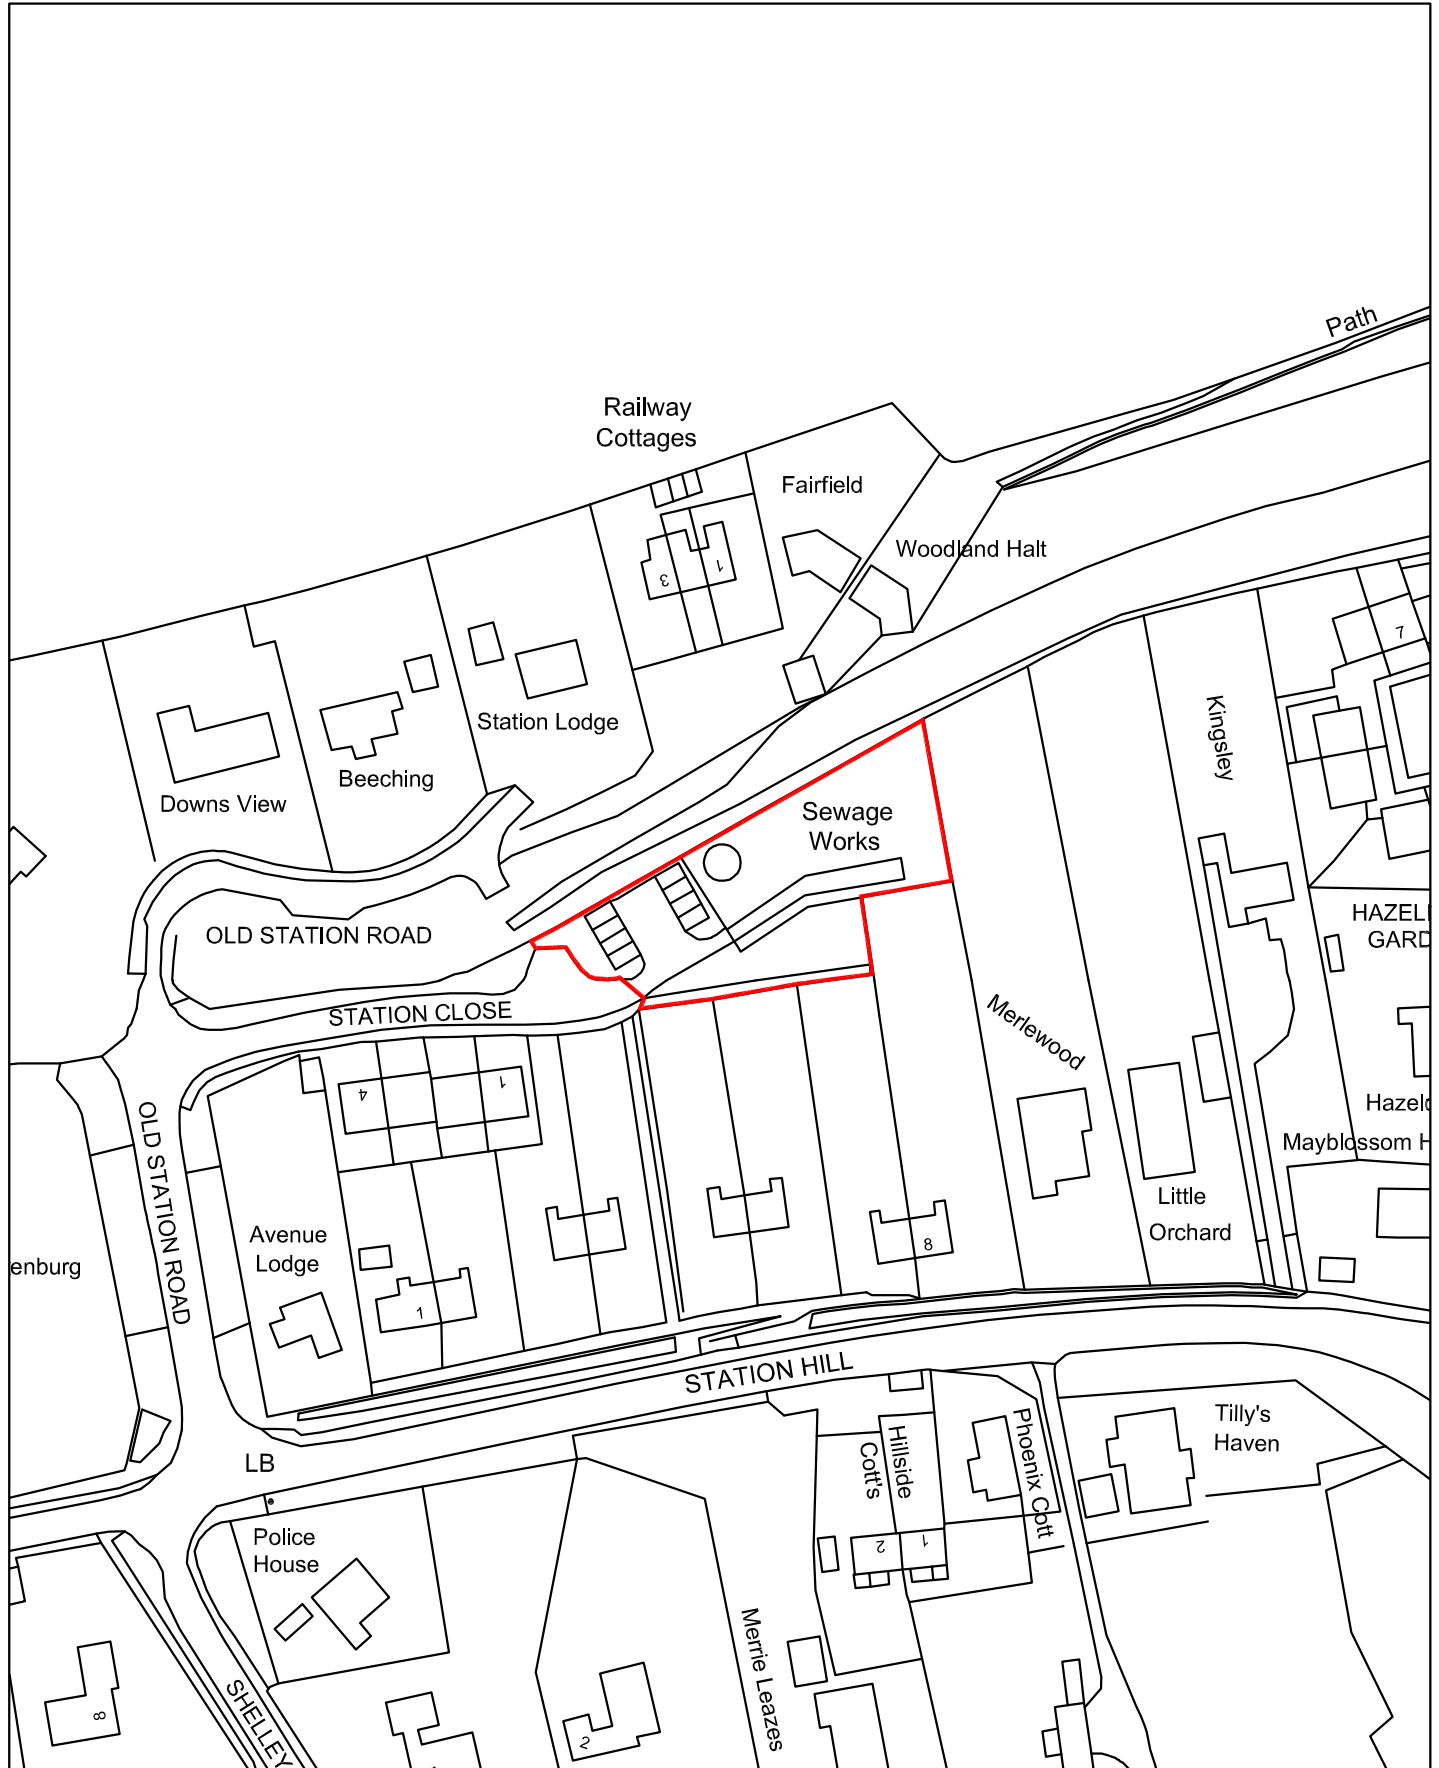 Path
Railway
Cottages
Fairfield
Woodland Halt
3
1
7
Kingsley
Station Lodge
Beeching
Downs View
Sewage
Works
OLD STATION ROAD
HAZEL
GARD
STATION CLOSE
Merlewood
4
1
OLD STATION ROAD
Hazel
Mayblossom H
Little
Orchard
Avenue
Lodge
8
enburg
1
STATION HILL
Tilly's
Haven
Hillside
Cott's
Phoenix Cott
LB
Police
House
2
1
Merrie Leazes
SHELLEY
8
2